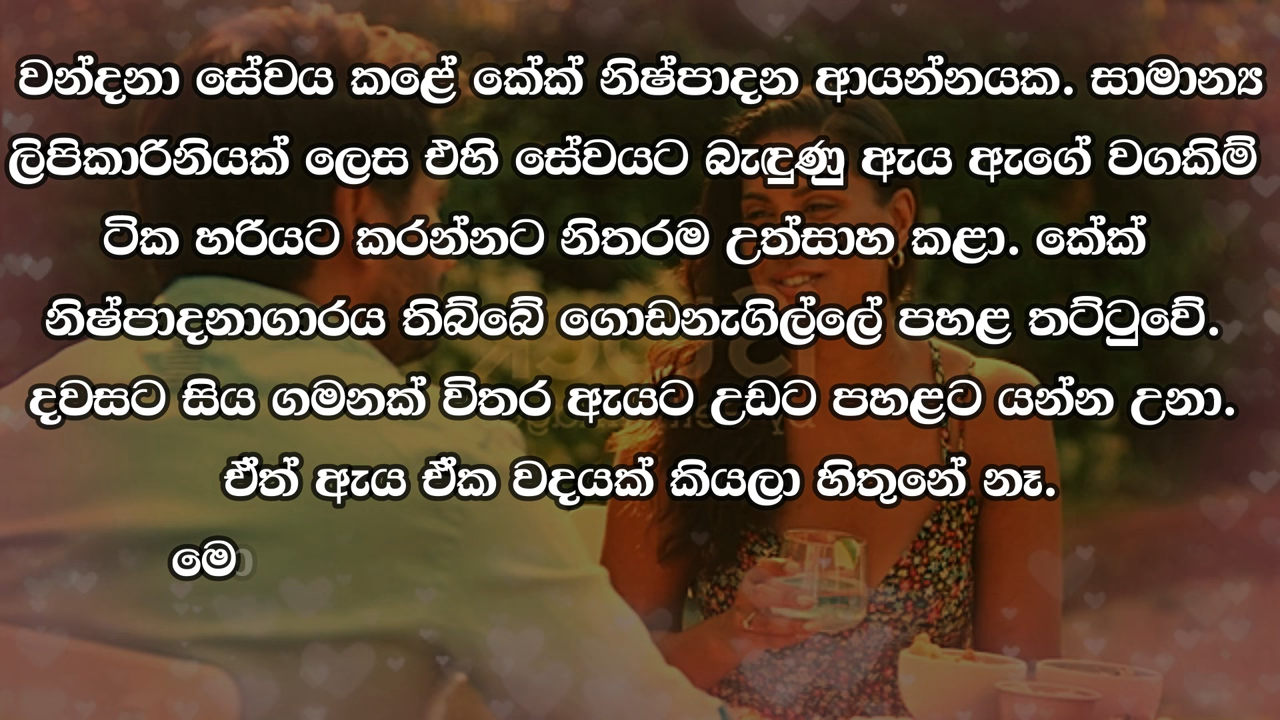 වන්දනා සේවය කළේ කේක් නිෂ්පාදන ආයන්නයක. සාමාන්‍ය
ලිපිකාරිනියක් ලෙස එහි සේවයට බැඳුණු ඇය ඇගේ වගකිම්
ටික හරියට කරන්නට නිතරම උත්සාහ කළා. කේක්
නිෂ්පාදනාගාරය තිබ්බේ ගොඩනැගිල්ලේ පහළ තට්ටුවේ.
දවසට සිය ගමනක් විතර ඇයට උඩට පහළට යන්න උනා.
ඒත් ඇය ඒක වදයක් කියලා හිතුනේ නෑ.
මො